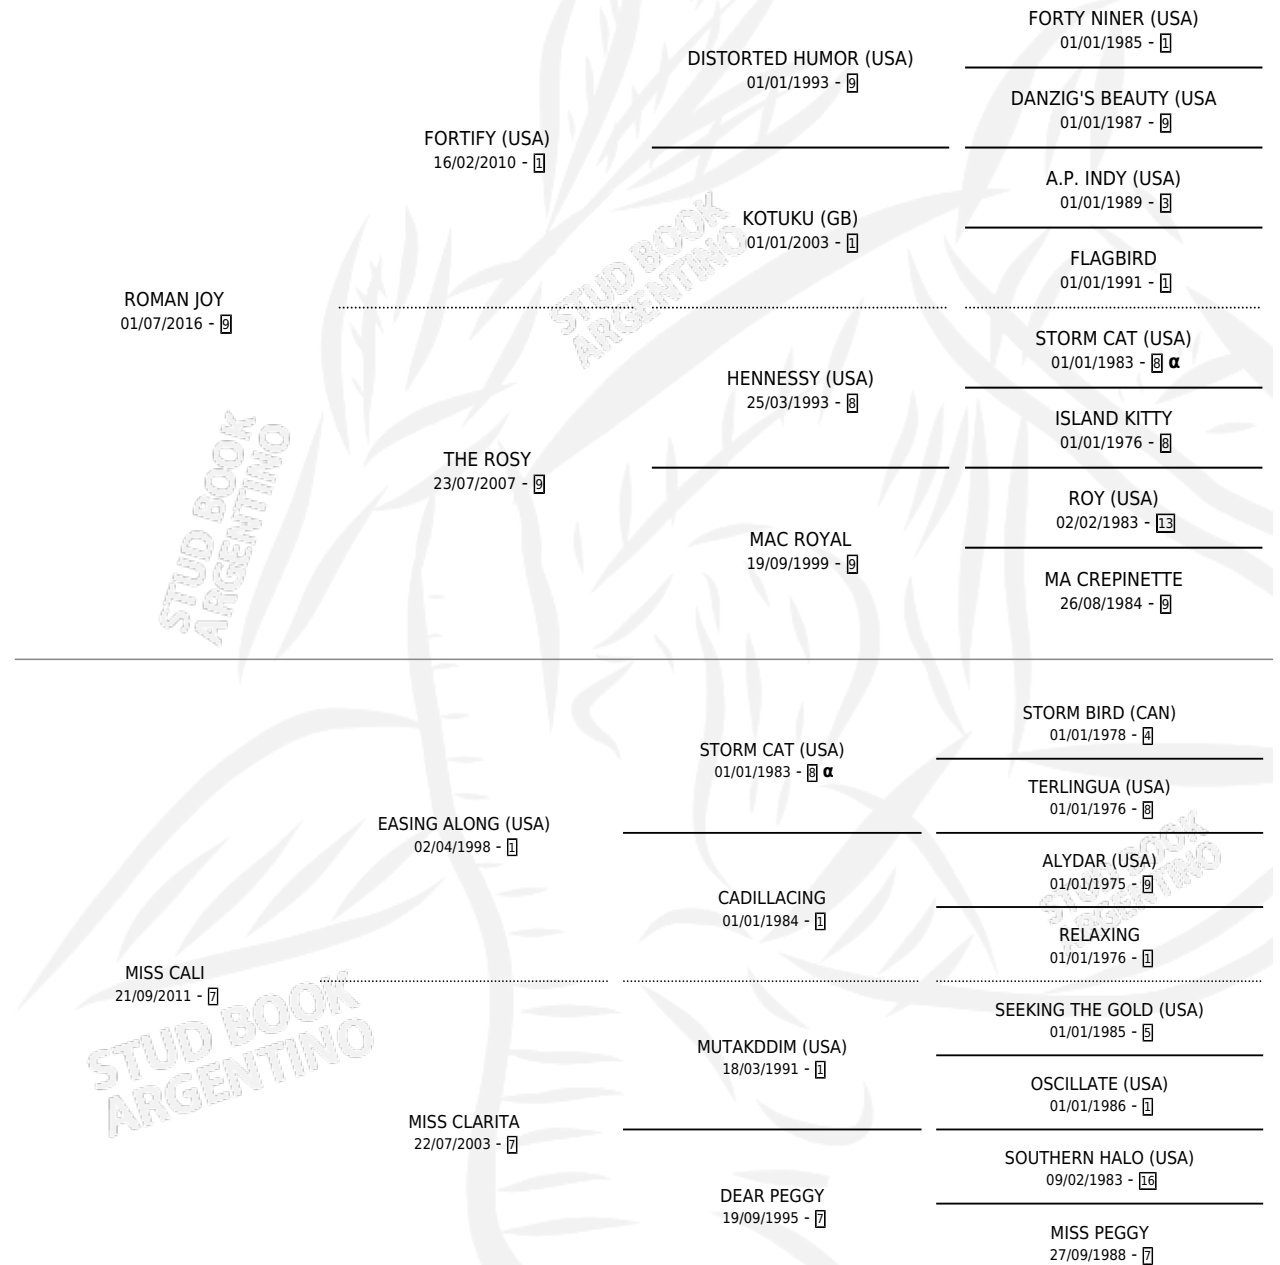 FORTY NINER (USA)
01/01/1985 - 1
DISTORTED HUMOR (USA)
01/01/1993 - 9
DANZIG'S BEAUTY (USA
01/01/1987 - 9
FORTIFY (USA)
16/02/2010 - 1
A.P. INDY (USA)
01/01/1989 - 3
KOTUKU (GB)
01/01/2003 - 1
FLAGBIRD
01/01/1991 - 1
ROMAN JOY
01/07/2016 - 9
STORM CAT (USA)
01/01/1983 - 8 α
HENNESSY (USA)
25/03/1993 - 8
ISLAND KITTY
01/01/1976 - 8
THE ROSY
23/07/2007 - 9
ROY (USA)
02/02/1983 - 13
MAC ROYAL
19/09/1999 - 9
MA CREPINETTE
26/08/1984 - 9
STORM BIRD (CAN)
01/01/1978 - 4
STORM CAT (USA)
01/01/1983 - 8 α
TERLINGUA (USA)
01/01/1976 - 8
EASING ALONG (USA)
02/04/1998 - 1
ALYDAR (USA)
01/01/1975 - 9
CADILLACING
01/01/1984 - 1
RELAXING
01/01/1976 - 1
MISS CALI
21/09/2011 - 7
SEEKING THE GOLD (USA)
01/01/1985 - 5
MUTAKDDIM (USA)
18/03/1991 - 1
OSCILLATE (USA)
01/01/1986 - 1
MISS CLARITA
22/07/2003 - 7
SOUTHERN HALO (USA)
09/02/1983 - 16
DEAR PEGGY
19/09/1995 - 7
MISS PEGGY
27/09/1988 - 7
STUD BOOK
ARGENTINO
STUD BOOK
ARGENTINO
STUD BOOK
ARGENTINO
STUD BOOK
ARGENTINO